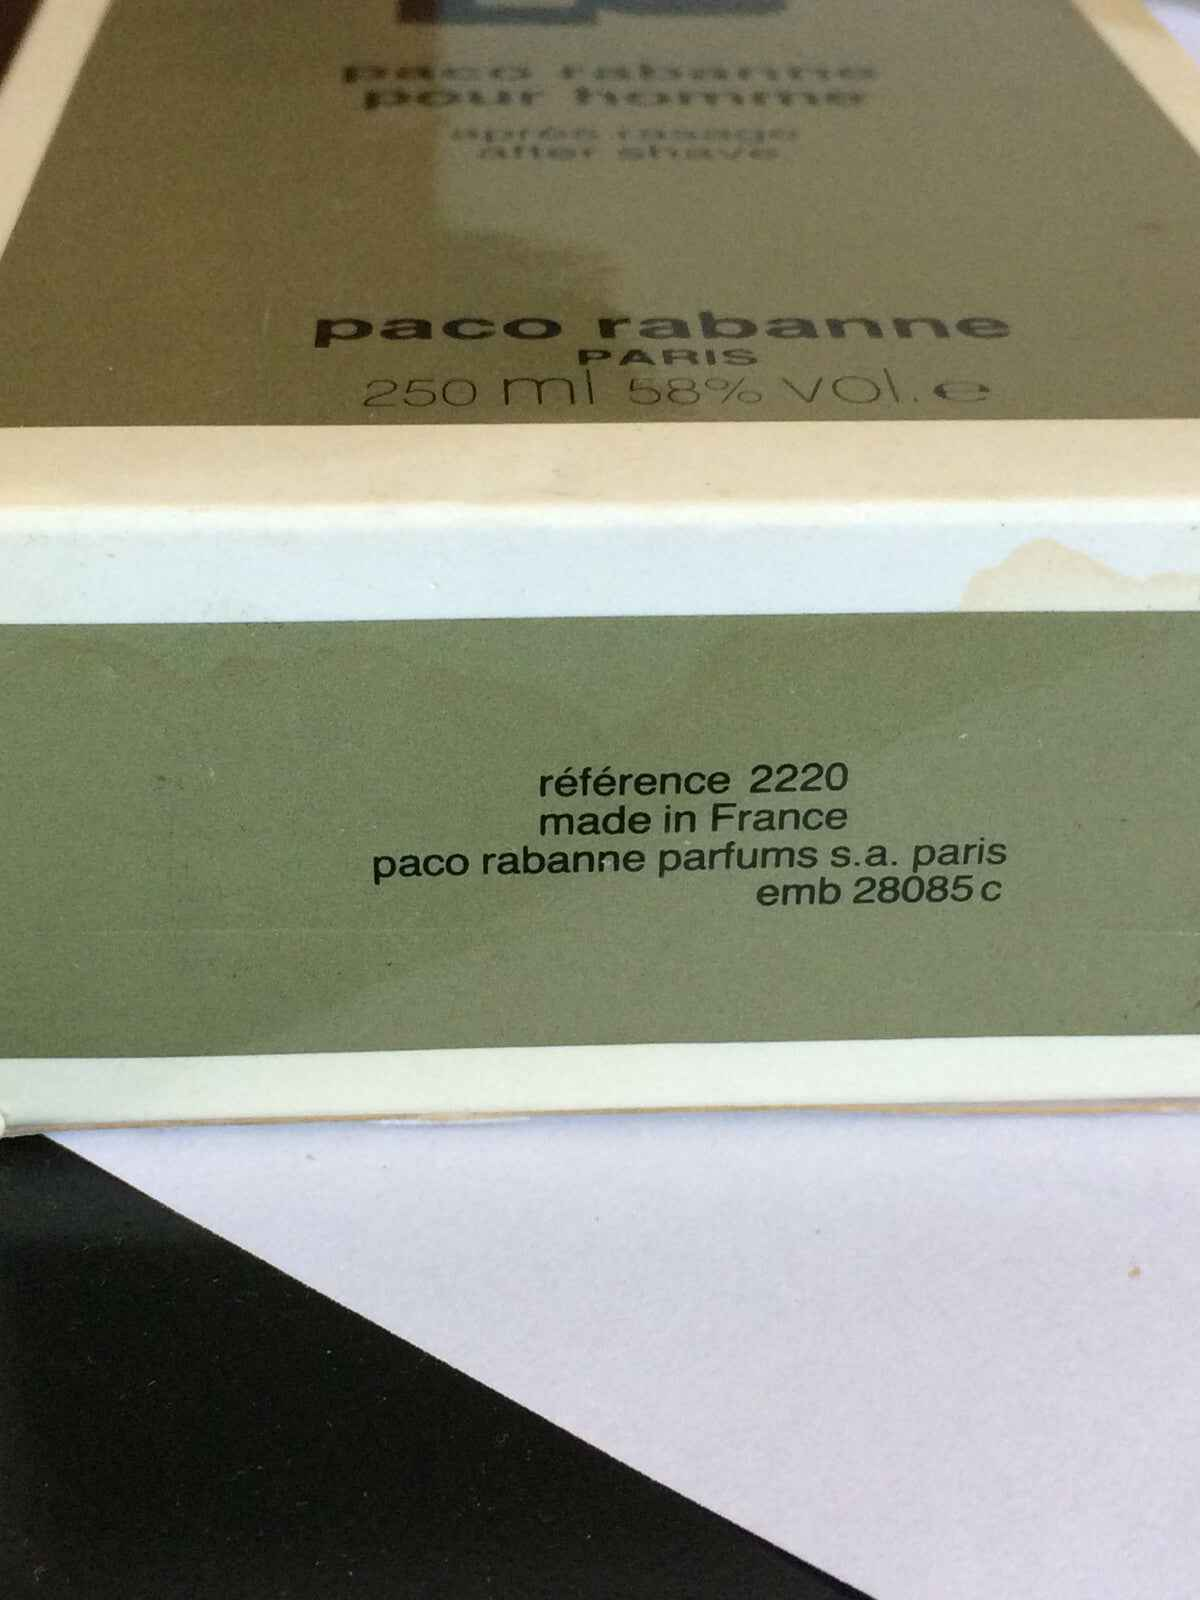 paco rabanne
pour homme
après rasage
after shave
paco rabanne
PARIS
250 ml 58% vol. e
référence 2220
made in France
paco rabanne parfums s.a. paris
emb 28085c